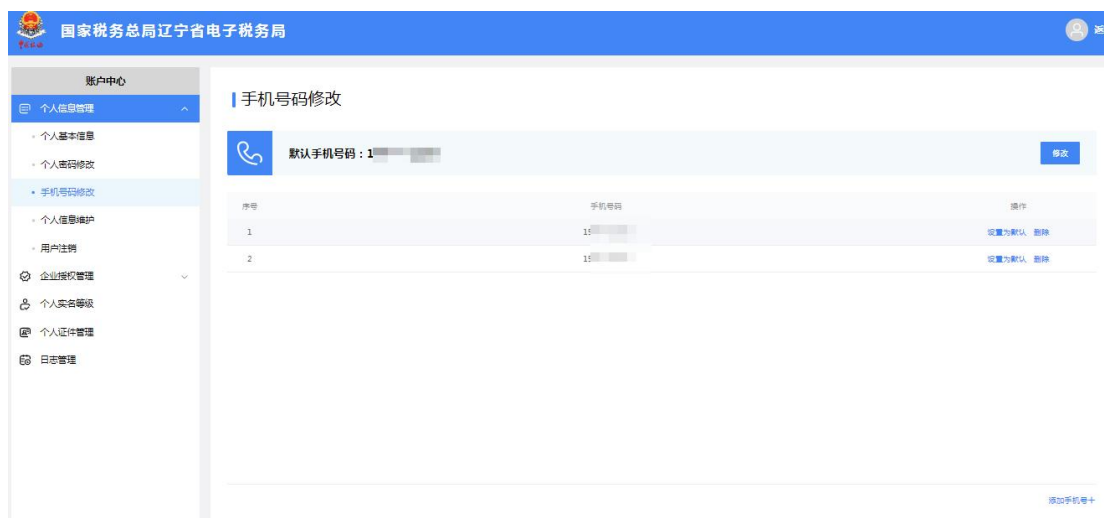 国家税务总局辽宁省电子税务局
返
账户中心
个人信息管理
个人基本信息
个人密码修改
手机号码修改
个人信息维护
用户注销
企业授权管理
个人实名等级
个人证件管理
日志管理
手机号码修改
默认手机号码：1
修改
序号 手机号码 操作
1 15 设置为默认 删除
2 15 设置为默认 删除
添加手机号+